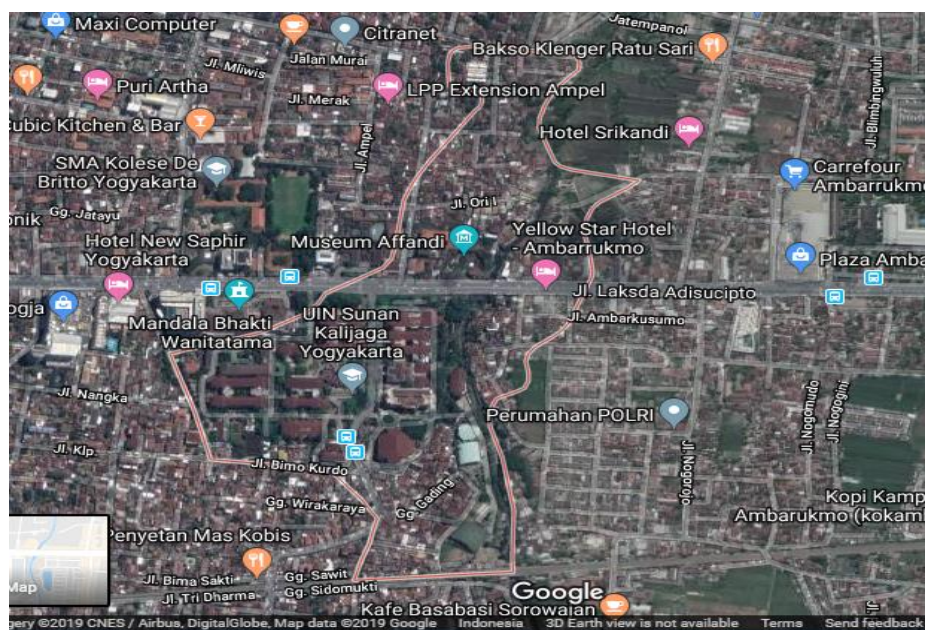 Maxi Computer
Citranet
Jatempanol
Bakso Klenger Ratu Sari
Jl. Mliwis
Jalan Murai
Puri Artha
Jl. Merak
LPP Extension Ampel
Jl. Blimbingwuluh
Cubic Kitchen & Bar
Jl. Ampel
Hotel Srikandi
SMA Kolese De
Britto Yogyakarta
Carrefour
Ambarrukmo
Gg. Jatayu
Jl. Ori I
onik
Museum Affandi
Yellow Star Hotel
- Ambarrukmo
Hotel New Saphir
Yogyakarta
Plaza Amba
ogja
Jl. Laksda Adisucipto
Mandala Bhakti
Wanitatama
UIN Sunan
Kalijaga
Yogyakarta
Jl. Ambarkusumo
Jl. Nangka
Perumahan POLRI
Jl. Nogomudo
Jl. Nogogini
Jl. Klp.
Jl. Bimo Kurdo
Jl. Nogorojo
Gg. Gading
Gg. Wirakaraya
Kopi Kamp
Ambarukmo (kokamb
Penyetan Mas Kobis
Map
Jl. Bima Sakti
Gg. Sawit
Jl. Tri Dharma
Gg. Sidomukti
Google
Kafe Basabasi Sorowajan
Jl.
gery ©2019 CNES / Airbus, DigitalGlobe, Map data ©2019 Google Indonesia 3D Earth view is not available Terms Send feedback